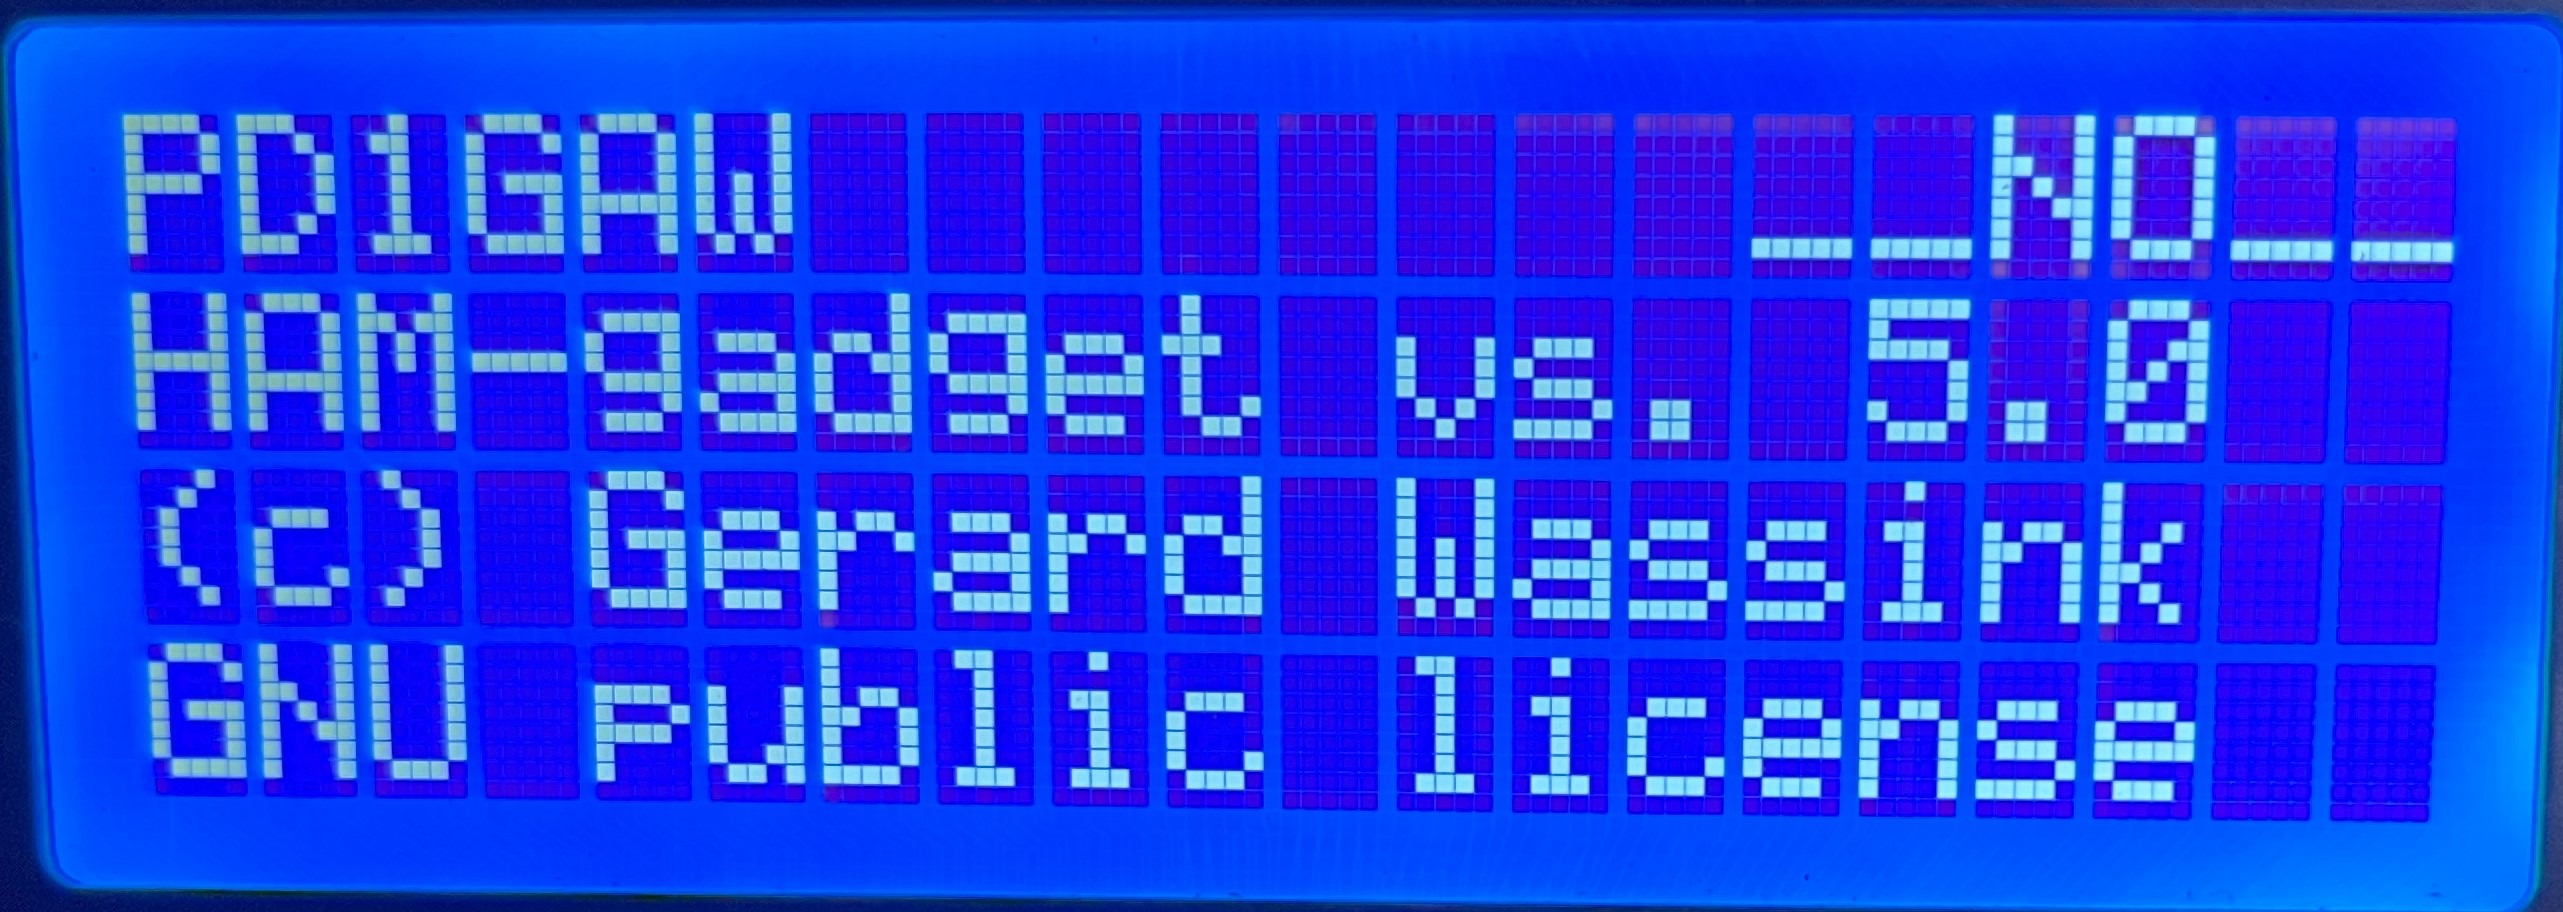 PD1GAW        __NO__
HAM-gadget vs. 5.0
(c) Gerard Wassink
GNU public license